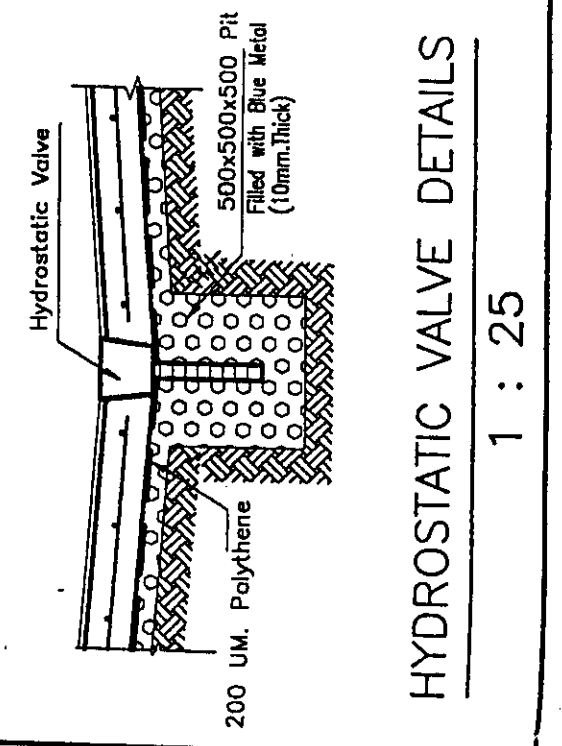 Hydrostatic Valve
500x500x500 Pit
Filled with Blue Metal
(10mm.Thick)
200 UM. Polythene
HYDROSTATIC VALVE DETAILS
1 : 25